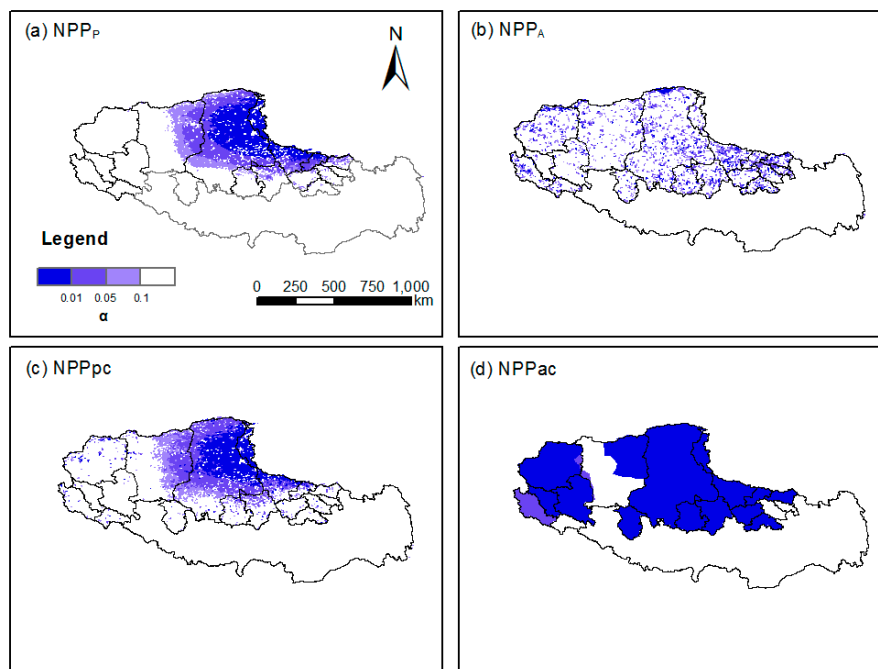 (a) NPPP
N
(b) NPPA
Legend
0.01 0.05 0.1
α
0 250 500 750 1,000
km
(c) NPPpc
(d) NPPac